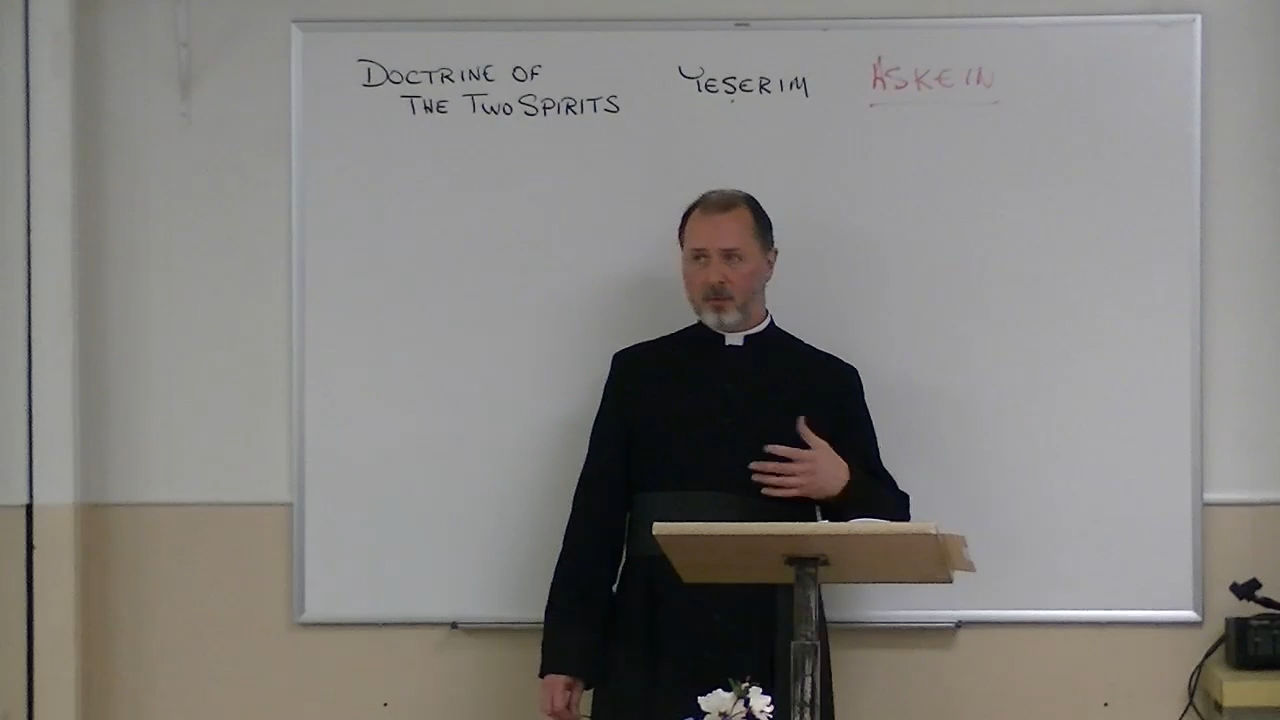 DOCTRINE OF
THE TWO SPIRITS
YEṢERIM
ASKEIN